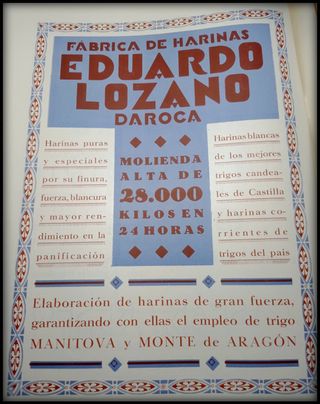 FÁBRICA DE HARINAS
EDUARDO
LOZANO
DAROCA
Harinas puras
y especiales
por su finura,
fuerza, blancura
y mayor ren-
dimiento en la
panificación
MOLIENDA
ALTA DE
28.000
KILOS EN
24 HORAS
Harinas blancas
de los mejores
trigos candea-
les de Castilla
y harinas co-
rrientes de
trigos del pais
Elaboración de harinas de gran fuerza,
garantizando con ellas el empleo de trigo
MANITOVA y MONTE de ARAGÓN